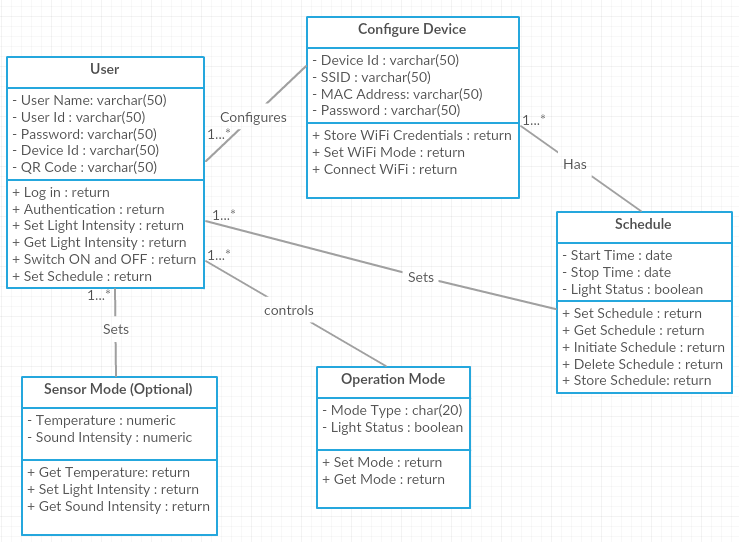 Configure Device
- Device Id : varchar(50)
- SSID : varchar(50)
- MAC Address: varchar(50)
- Password : varchar(50)
+ Store WiFi Credentials : return
+ Set WiFi Mode : return
+ Connect WiFi : return
User
- User Name: varchar(50)
- User Id : varchar(50)
- Password: varchar(50)
- Device Id : varchar(50)
- QR Code : varchar(50)
+ Log in : return
+ Authentication : return
+ Set Light Intensity : return
+ Get Light Intensity : return
+ Switch ON and OFF : return
+ Set Schedule : return
Configures
1...*
1...*
Has
1...*
Sets
1...*
controls
1...*
Sets
Schedule
- Start Time : date
- Stop Time : date
- Light Status : boolean
+ Set Schedule : return
+ Get Schedule : return
+ Initiate Schedule : return
+ Delete Schedule : return
+ Store Schedule: return
Sensor Mode (Optional)
- Temperature : numeric
- Sound Intensity : numeric
+ Get Temperature: return
+ Set Light Intensity : return
+ Get Sound Intensity : return
Operation Mode
- Mode Type : char(20)
- Light Status : boolean
+ Set Mode : return
+ Get Mode : return